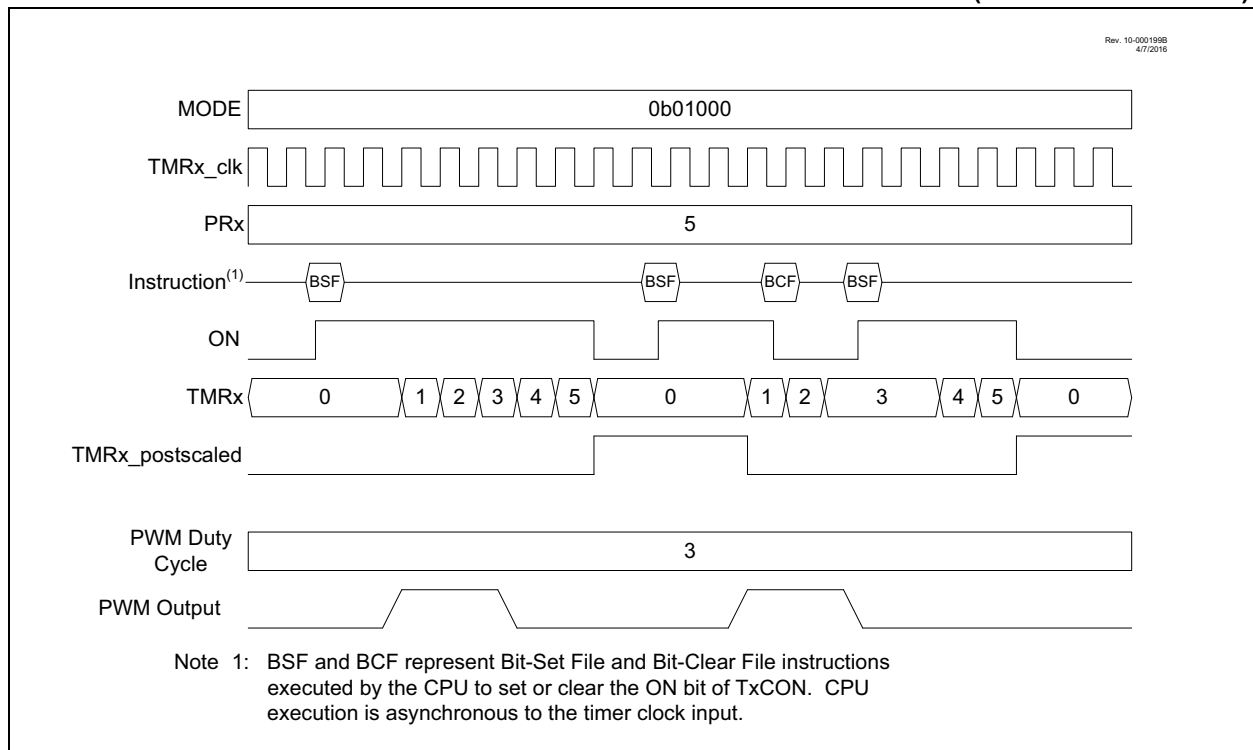 Rev. 10-000199B
4/7/2016
MODE
0b01000
TMRx_clk
PRx
5
Instruction(1)
BSF
BSF
BCF
BSF
ON
TMRx
0
1
2
3
4
5
0
1
2
3
4
5
0
TMRx_postscaled
PWM Duty
Cycle
3
PWM Output
Note 1: BSF and BCF represent Bit-Set File and Bit-Clear File instructions
executed by the CPU to set or clear the ON bit of TxCON. CPU
execution is asynchronous to the timer clock input.